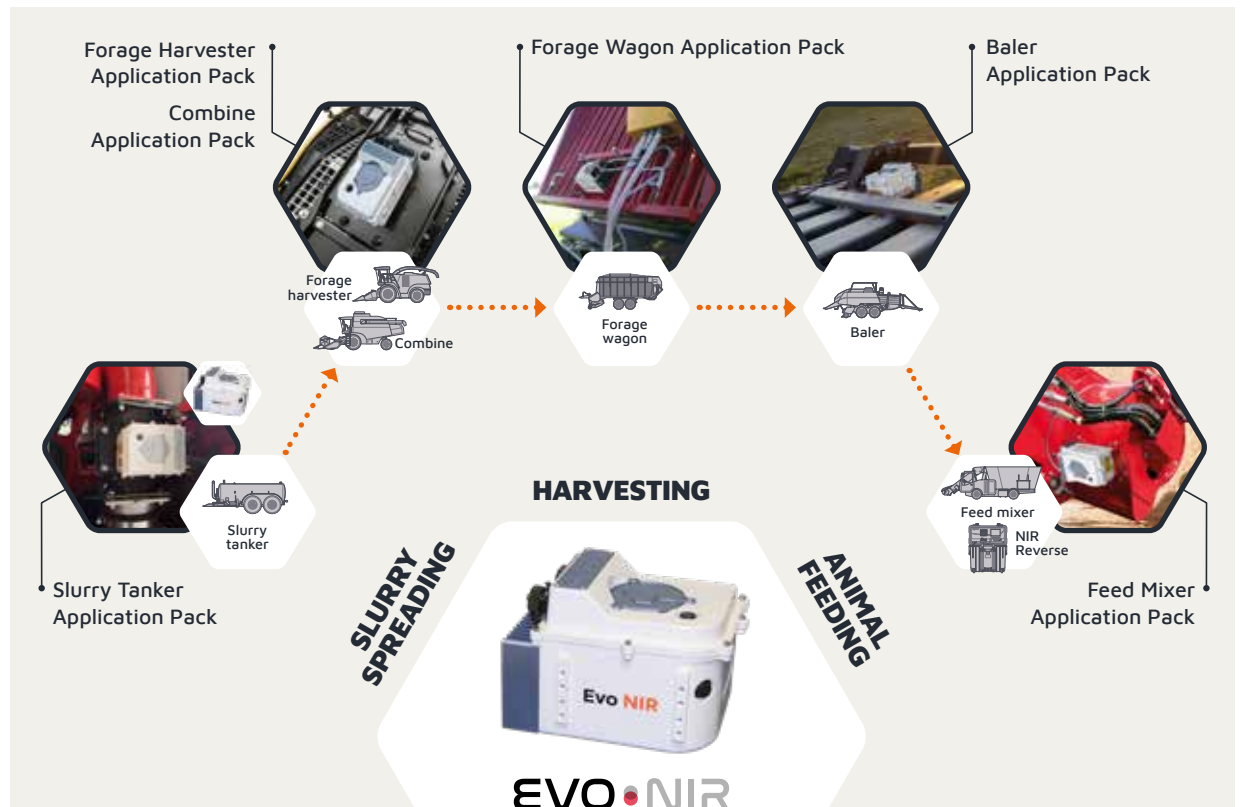 Forage Harvester
Application Pack
Combine
Application Pack
Forage Wagon Application Pack
Baler
Application Pack
Forage
harvester
Combine
Forage
wagon
Baler
Slurry
tanker
Feed mixer
NIR
Reverse
Slurry Tanker
Application Pack
Feed Mixer
Application Pack
HARVESTING
SLURRY
SPREADING
ANIMAL
FEEDING
Evo NIR
EVO NIR